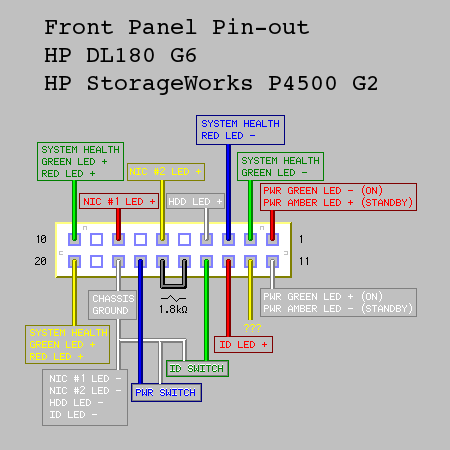 Front Panel Pin-out
HP DL180 G6
HP StorageWorks P4500 G2
SYSTEM HEALTH
RED LED -
SYSTEM HEALTH
GREEN LED +
RED LED +
NIC #2 LED +
SYSTEM HEALTH
GREEN LED -
NIC #1 LED +
HDD LED +
PWR GREEN LED - (ON)
PWR AMBER LED + (STANDBY)
10
1
20
11
CHASSIS
GROUND
1.8kΩ
PWR GREEN LED + (ON)
PWR AMBER LED - (STANDBY)
SYSTEM HEALTH
GREEN LED +
RED LED +
???
ID LED +
ID SWITCH
NIC #1 LED -
NIC #2 LED -
HDD LED -
ID LED -
PWR SWITCH